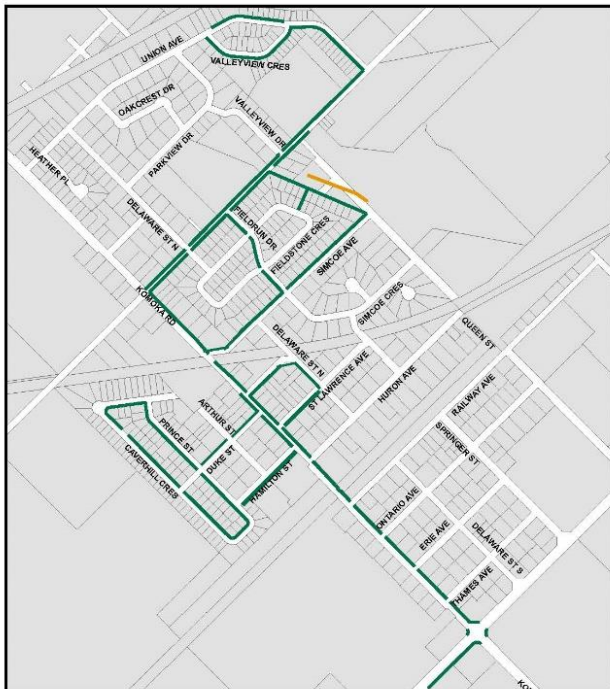 UNION AVE
VALLEYVIEW CRES
OAKCREST DR
VALLEYVIEW DR
PARKVIEW DR
HEATHER PL
DELAWARE ST N
FIELDRUN DR
FIELDSTONE CRES
SIMCOE AVE
KOMOKA RD
SIMCOE CRES
QUEEN ST
DELAWARE ST N
ST LAWRENCE AVE
HURON AVE
RAILWAY AVE
ARTHUR ST
PRINCE ST
DUKE ST
SPRINGER ST
CAVERHILL CRES
HAMILTON ST
ONTARIO AVE
ERIE AVE
DELAWARE ST S
THAMES AVE